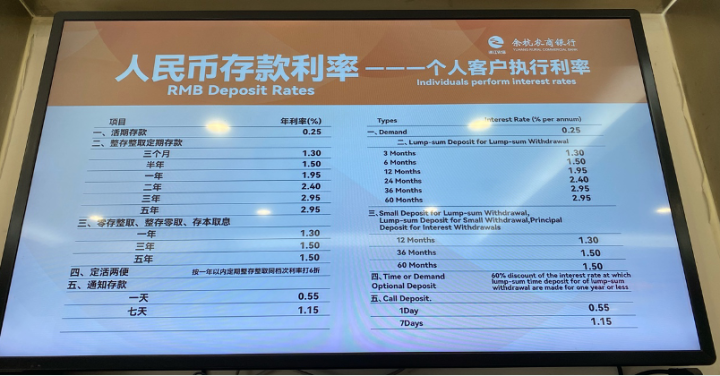 余杭农商银行
YUHANG RURAL COMMERCIAL BANK
人民币存款利率 ———个人客户执行利率
RMB Deposit Rates
Individuals perform interest rates
项目 年利率(%)
一、活期存款 0.25
二、整存整取定期存款
三个月 1.30
半年 1.50
一年 1.95
二年 2.40
三年 2.95
五年 2.95
三、零存整取、整存零取、存本取息
一年 1.30
三年 1.50
五年 1.50
四、定活两便 按一年以内定期整存整取同档次利率打6折
五、通知存款
一天 0.55
七天 1.15
Types Interest Rate (% per annum)
一、Demand 0.25
二、Lump-sum Deposit for Lump-sum Withdrawal
3 Months 1.30
6 Months 1.50
12 Months 1.95
24 Months 2.40
36 Months 2.95
60 Months 2.95
三、Small Deposit for Lump-sum Withdrawal,
Lump-sum Deposit for Small Withdrawal,Principal
Deposit for Interest Withdrawals
12 Months 1.30
36 Months 1.50
60 Months 1.50
四、Time or Demand
Optional Deposit
60% discount of the interest rate at which
lump-sum time deposit for of lump-sum
withdrawal are made for one year or less
五、Call Deposit.
1Day 0.55
7Days 1.15